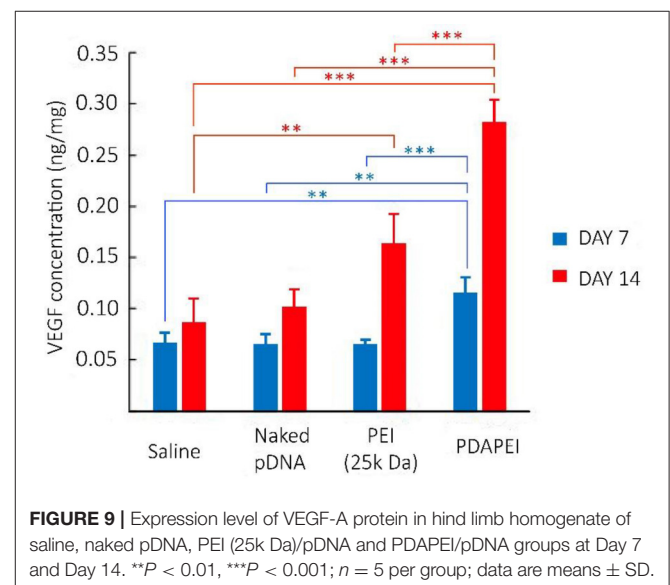 ***
0.35
***
0.30
***
0.25
**
***
0.20
**
**
0.15
0.10
0.05
VEGF concentration (ng/mg)
DAY 7
DAY 14
Saline
Naked
pDNA
PEI
(25k Da)
PDAPEI
FIGURE 9 | Expression level of VEGF-A protein in hind limb homogenate of
saline, naked pDNA, PEI (25k Da)/pDNA and PDAPEI/pDNA groups at Day 7
and Day 14. **P < 0.01, ***P < 0.001; n = 5 per group; data are means ± SD.